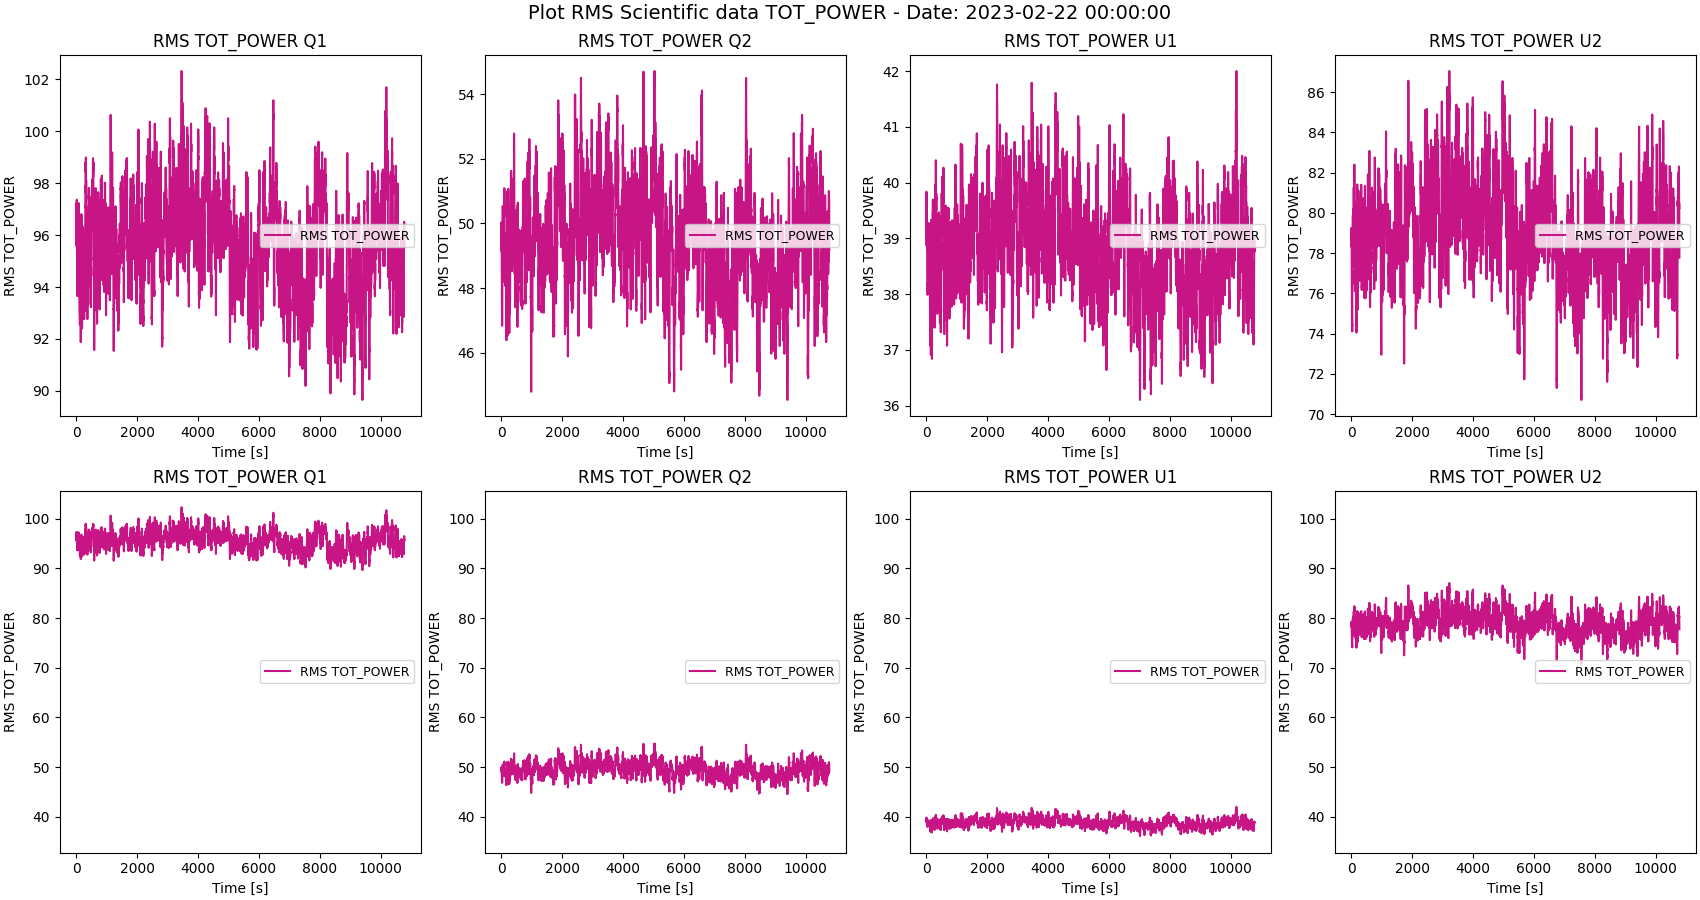 Plot RMS Scientific data TOT_POWER - Date: 2023-02-22 00:00:00
RMS TOT_POWER Q1
RMS TOT_POWER
102
100
98
96
94
92
90
RMS TOT_POWER
0 2000 4000 6000 8000 10000
Time [s]
RMS TOT_POWER Q2
RMS TOT_POWER
54
52
50
48
46
RMS TOT_POWER
0 2000 4000 6000 8000 10000
Time [s]
RMS TOT_POWER U1
RMS TOT_POWER
42
41
40
39
38
37
36
RMS TOT_POWER
0 2000 4000 6000 8000 10000
Time [s]
RMS TOT_POWER U2
RMS TOT_POWER
86
84
82
80
78
76
74
72
70
RMS TOT_POWER
0 2000 4000 6000 8000 10000
Time [s]
RMS TOT_POWER Q1
RMS TOT_POWER
100
90
80
70
60
50
40
RMS TOT_POWER
0 2000 4000 6000 8000 10000
Time [s]
RMS TOT_POWER Q2
RMS TOT_POWER
100
90
80
70
60
50
40
RMS TOT_POWER
0 2000 4000 6000 8000 10000
Time [s]
RMS TOT_POWER U1
RMS TOT_POWER
100
90
80
70
60
50
40
RMS TOT_POWER
0 2000 4000 6000 8000 10000
Time [s]
RMS TOT_POWER U2
RMS TOT_POWER
100
90
80
70
60
50
40
RMS TOT_POWER
0 2000 4000 6000 8000 10000
Time [s]